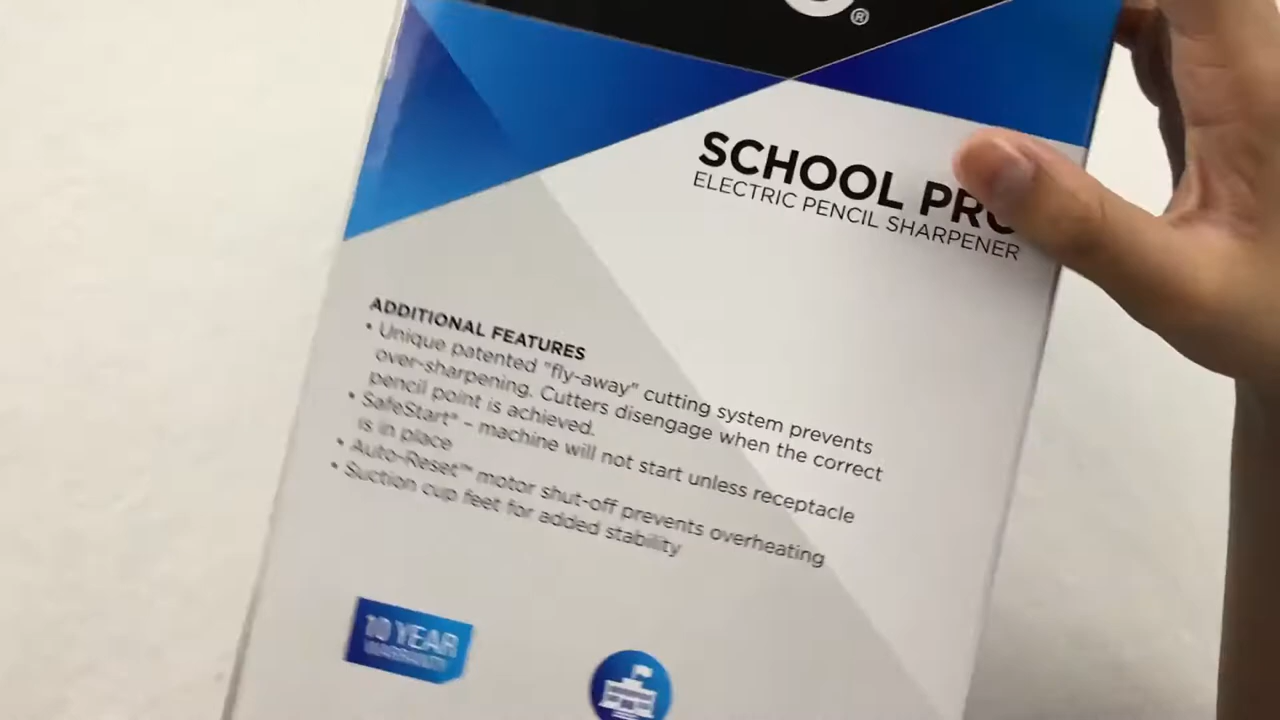 ®
SCHOOL PRO
ELECTRIC PENCIL SHARPENER
ADDITIONAL FEATURES
• Unique patented "fly-away" cutting system prevents
over-sharpening. Cutters disengage when the correct
pencil point is achieved.
• SafeStart® – machine will not start unless receptacle
is in place
• Auto-Reset™ motor shut-off prevents overheating
• Suction cup feet for added stability
10 YEAR
WARRANTY